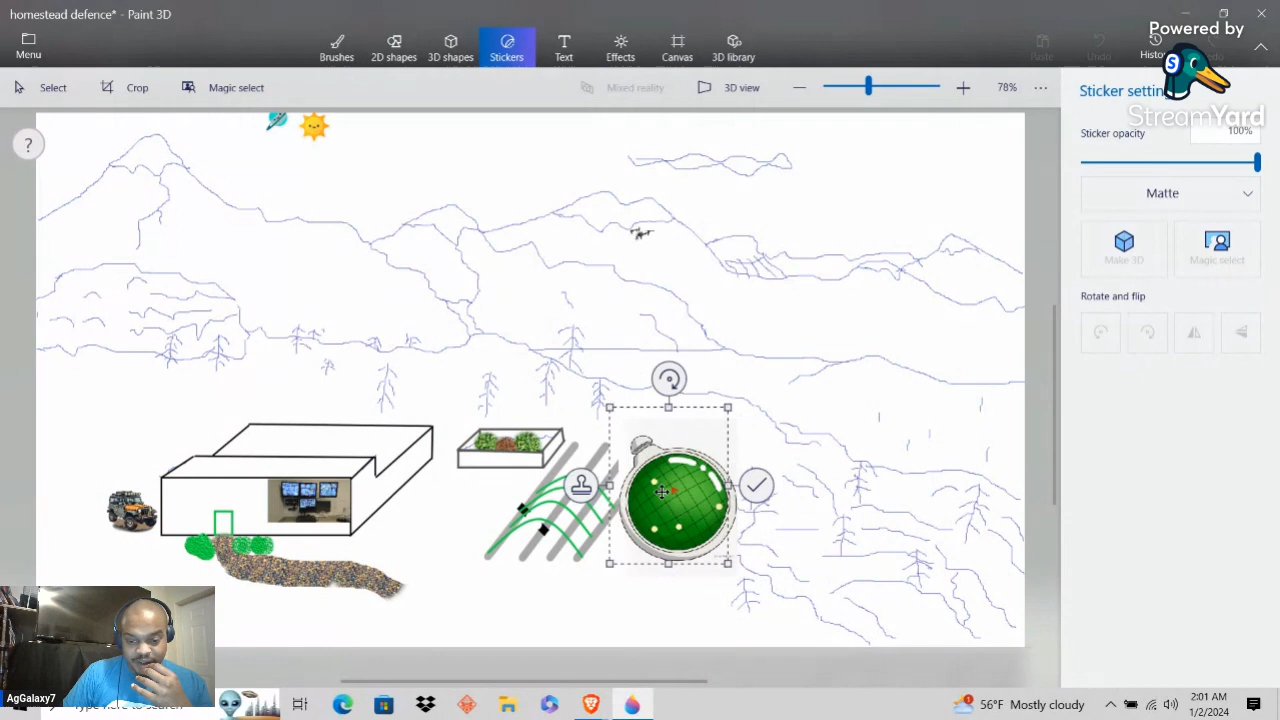 homestead defence* - Paint 3D
Powered by
StreamYard
Menu
Brushes
2D shapes
3D shapes
Stickers
Text
Effects
Canvas
3D library
Paste
Undo
Select
Crop
Magic select
Mixed reality
3D view
78%
?
Sticker opacity
100%
Matte
Make 3D
Magic select
Rotate and flip
AgGalaxy7
56°F Mostly cloudy
2:01 AM
1/2/2024